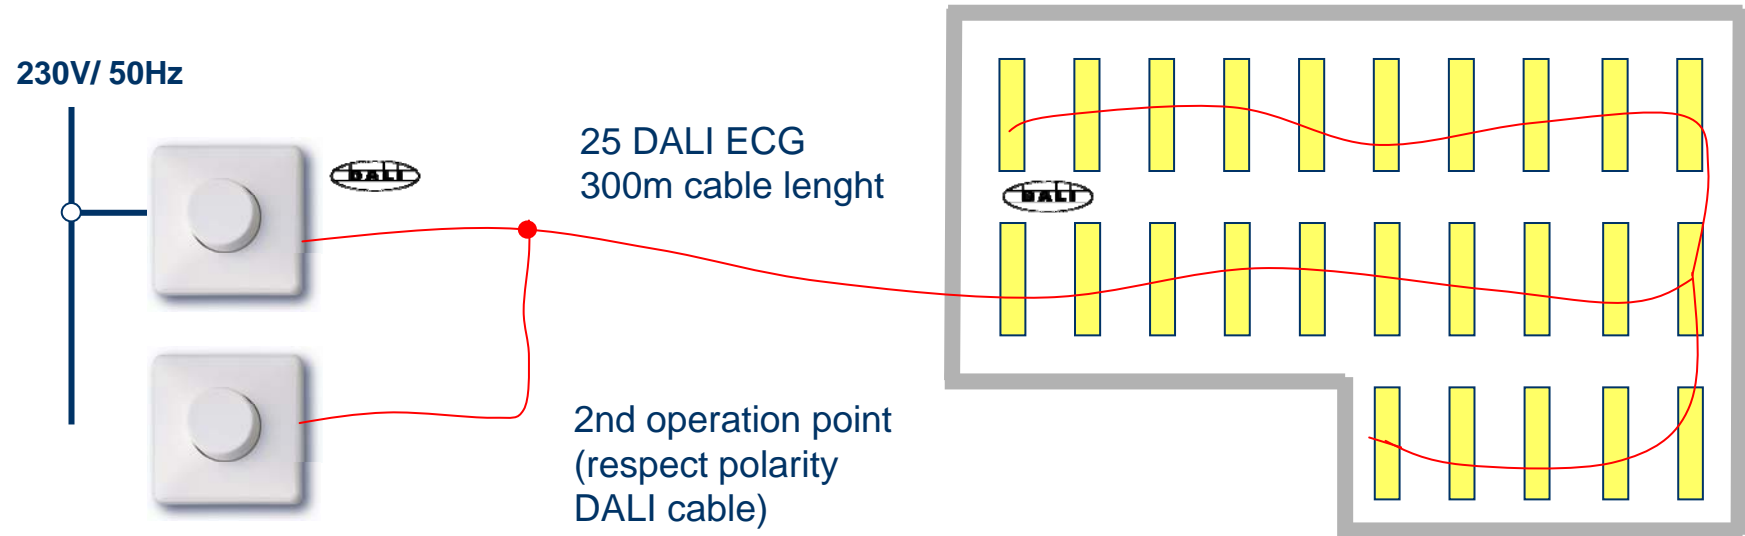 230V/ 50Hz
DALI
25 DALI ECG
300m cable lenght
DALI
2nd operation point
(respect polarity
DALI cable)